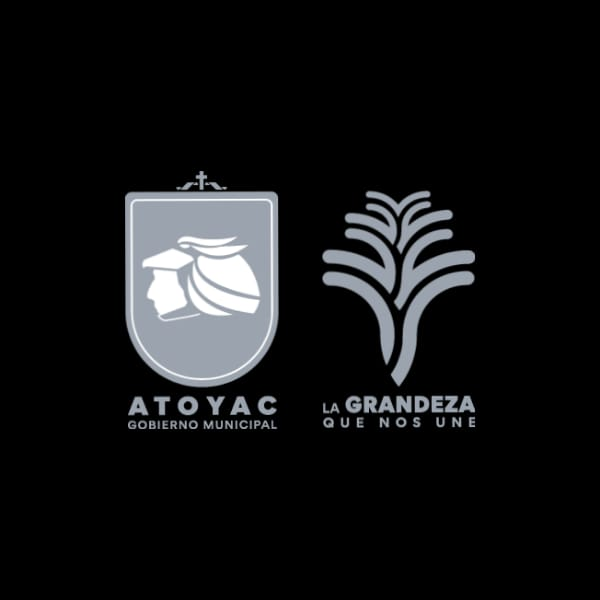 ATOYAC
GOBIERNO MUNICIPAL
LA GRANDEZA
QUE NOS UNE